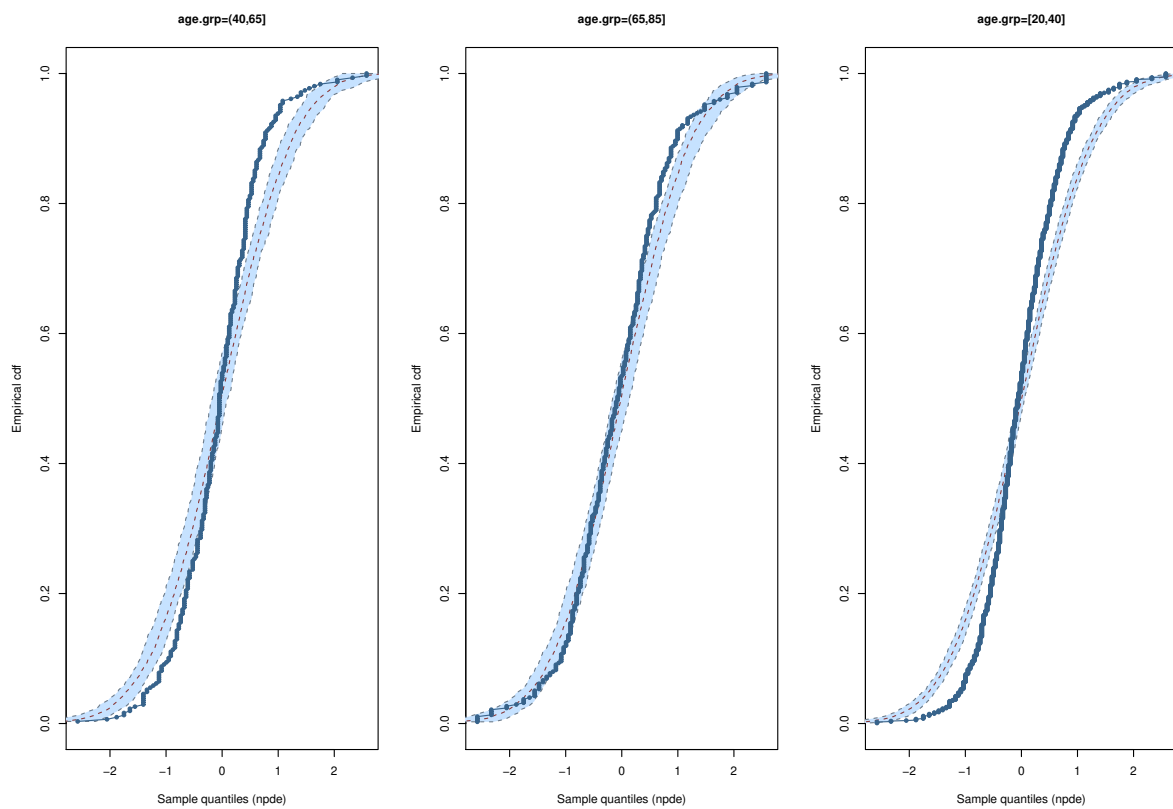 age.grp=(40,65]
1.0
0.8
0.6
0.4
0.2
0.0
Empirical cdf
−2 −1 0 1 2
Sample quantiles (npde)
age.grp=(65,85]
1.0
0.8
0.6
0.4
0.2
0.0
Empirical cdf
−2 −1 0 1 2
Sample quantiles (npde)
age.grp=[20,40]
1.0
0.8
0.6
0.4
0.2
0.0
Empirical cdf
−2 −1 0 1 2
Sample quantiles (npde)